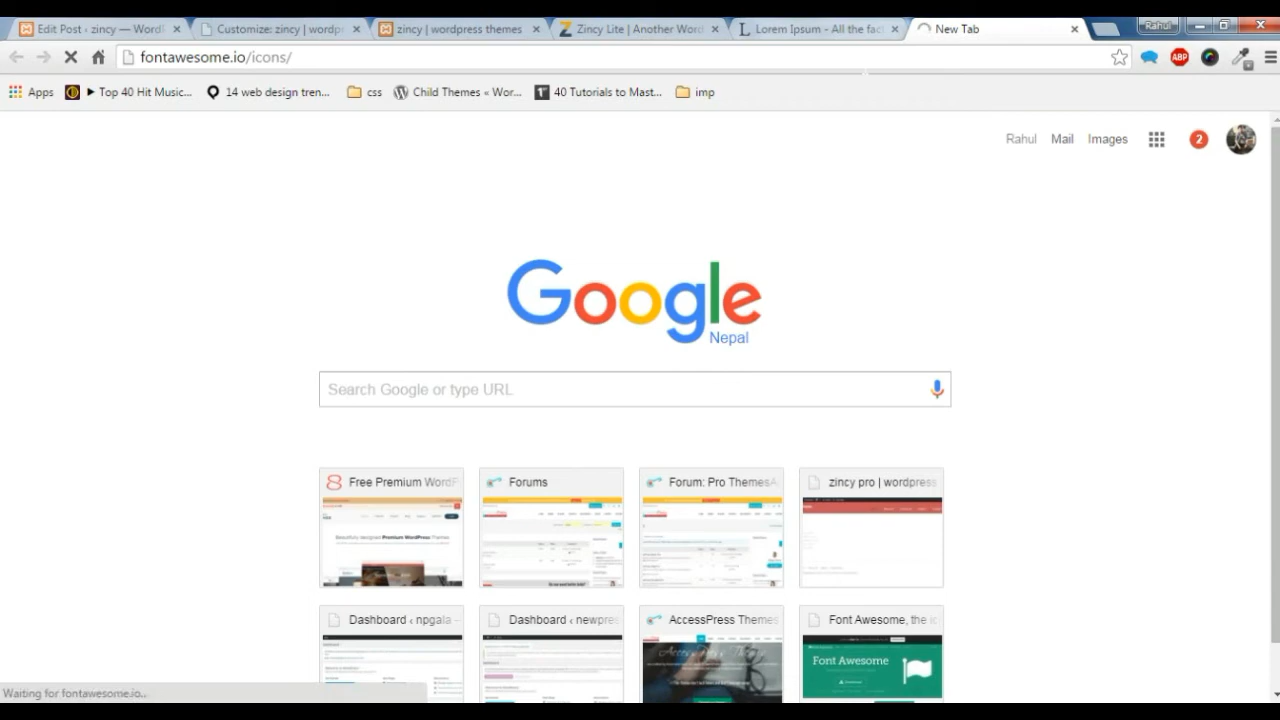 Edit Post ‹ zincy — Word
Customize: zincy | wordp
zincy | wordpress themes
Zincy Lite | Another Wor
Lorem Ipsum - All the fac
New Tab
Rahul
fontawesome.io/icons/
ABP
Apps
Top 40 Hit Music...
14 web design tren...
css
Child Themes « Wor...
40 Tutorials to Mast...
imp
Rahul
Mail
Images
2
Google
Nepal
Search Google or type URL
Free Premium WordP
Forums
Forum: Pro Themes
zincy pro | wordpress
Dashboard ‹ npgala –
Dashboard ‹ newpre
AccessPress Themes
Font Awesome, the ic
Font Awesome
Waiting for fontawesome.io...